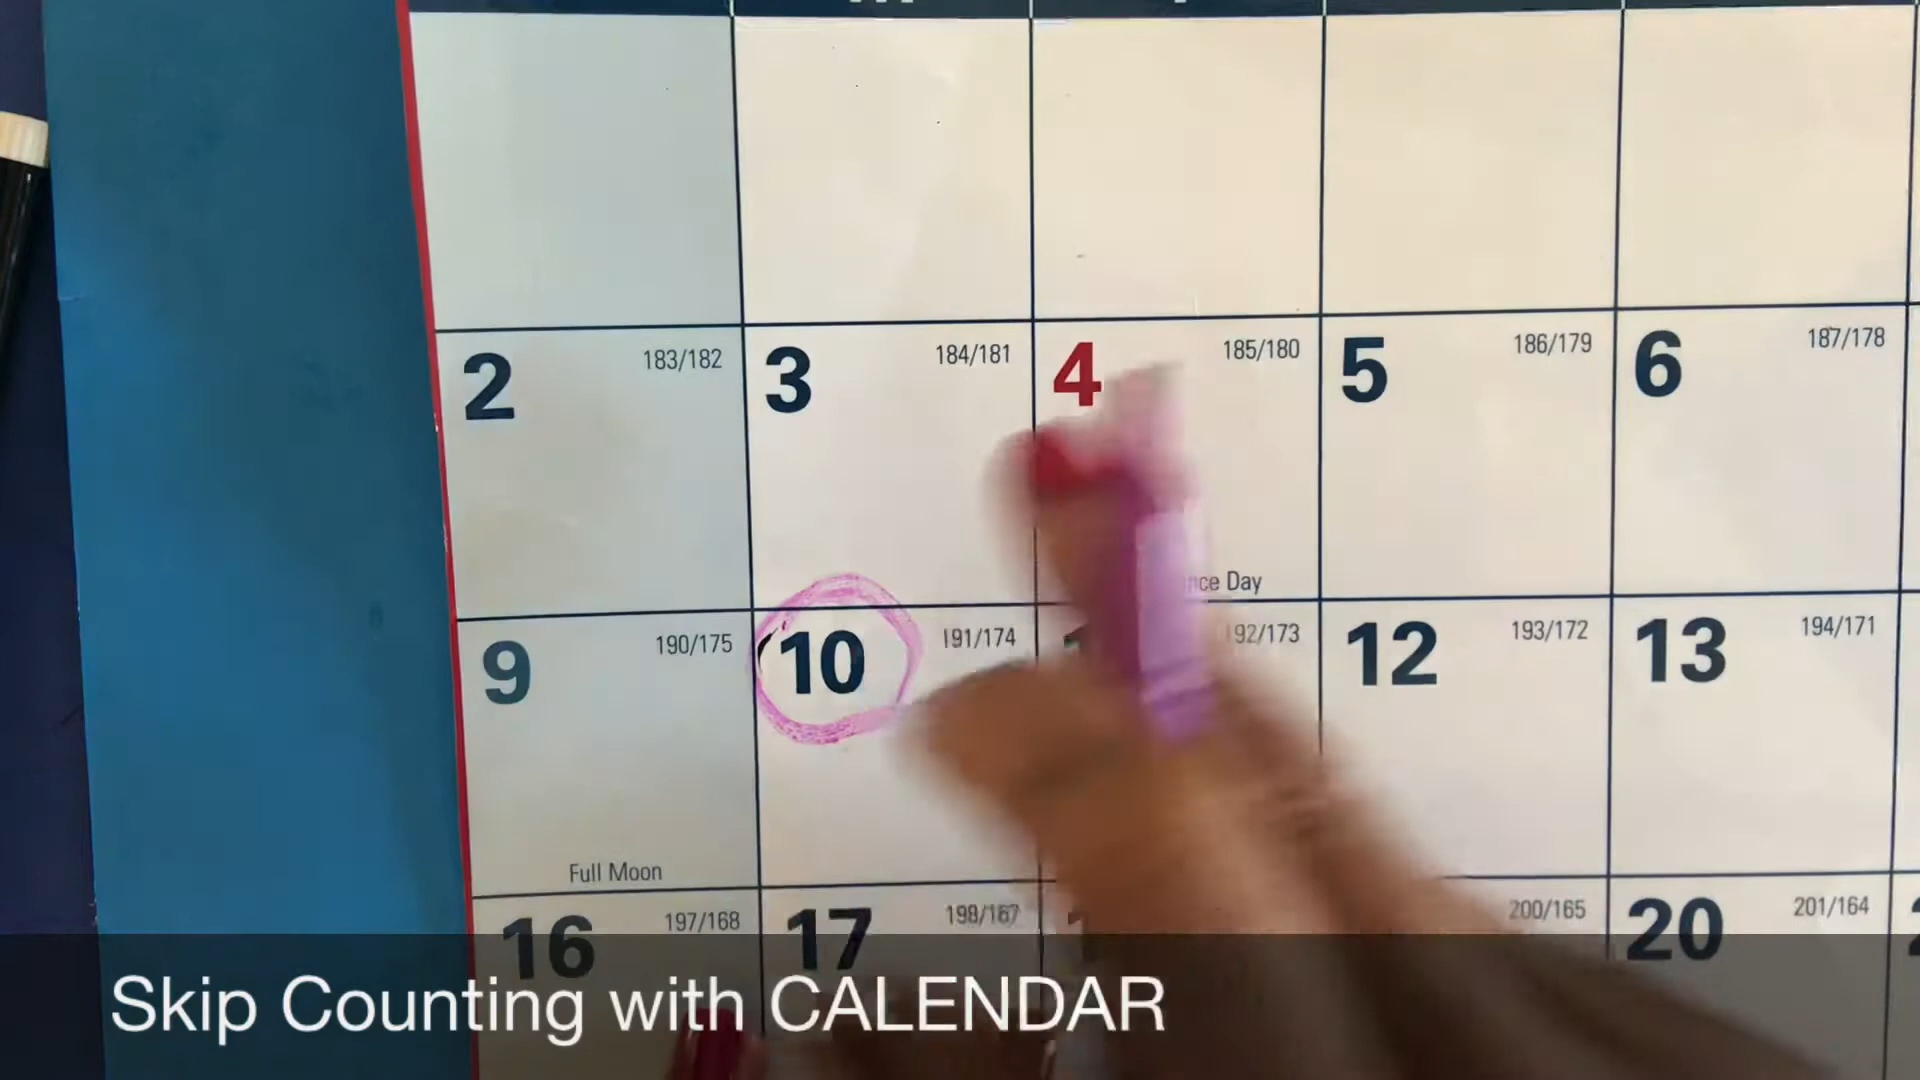 2 183/182 3 184/181 4 185/180 5 186/179 6 187/178
nce Day
9 190/175 10 191/174 192/173 12 193/172 13 194/171
Full Moon
16 197/168 17 198/167 200/165 20 201/164
Skip Counting with CALENDAR